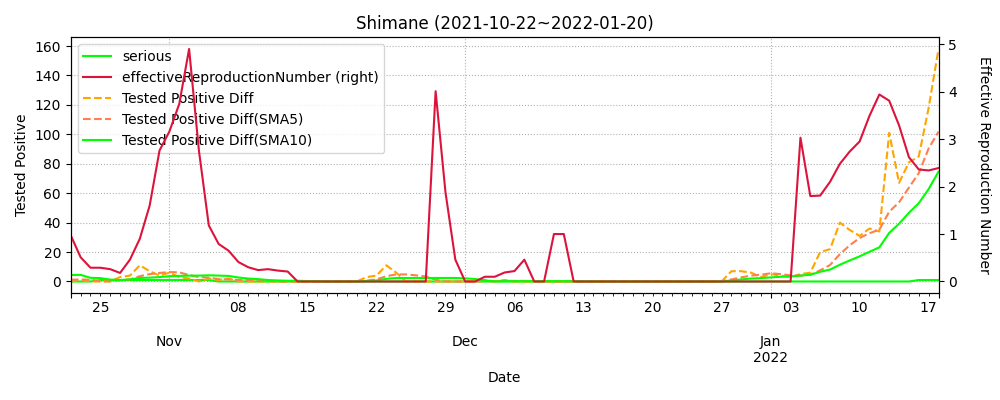 Shimane (2021-10-22~2022-01-20)
serious
effectiveReproductionNumber (right)
Tested Positive Diff
Tested Positive Diff(SMA5)
Tested Positive Diff(SMA10)
Tested Positive
160
140
120
100
80
60
40
20
0
5
4
3
2
1
0
Effective Reproduction Number
25 08 15 22 29 06 13 20 27 03 10 17
Nov Dec Jan
2022
Date